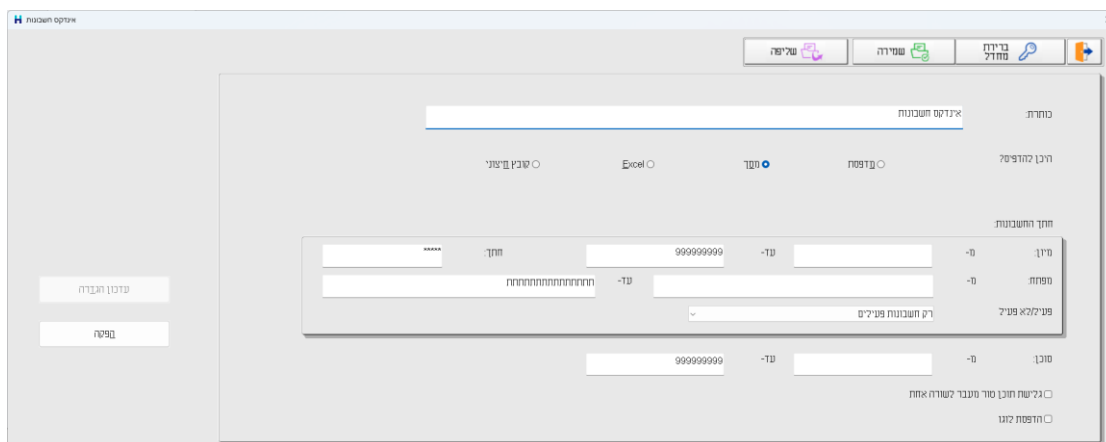 אינדקס חשבונות
ברירת מחדל
שמירה
שליפה
כותרת:
אינדקס חשבונות
היכן להדפיס?
מדפסת
מסך
Excel
קובץ חיצוני
חתך החשבונות:
מיון: מ- עד- 999999999 חתך: *****
מפתח: מ- עד- תתתתתתתתתתתתתתת
פעיל/לא פעיל רק חשבונות פעילים
סוכן: מ- עד- 999999999
גלישת תוכן טור מעבר לשורה אחת
הדפסת לוגו
עדכון הגדרה
הפקה